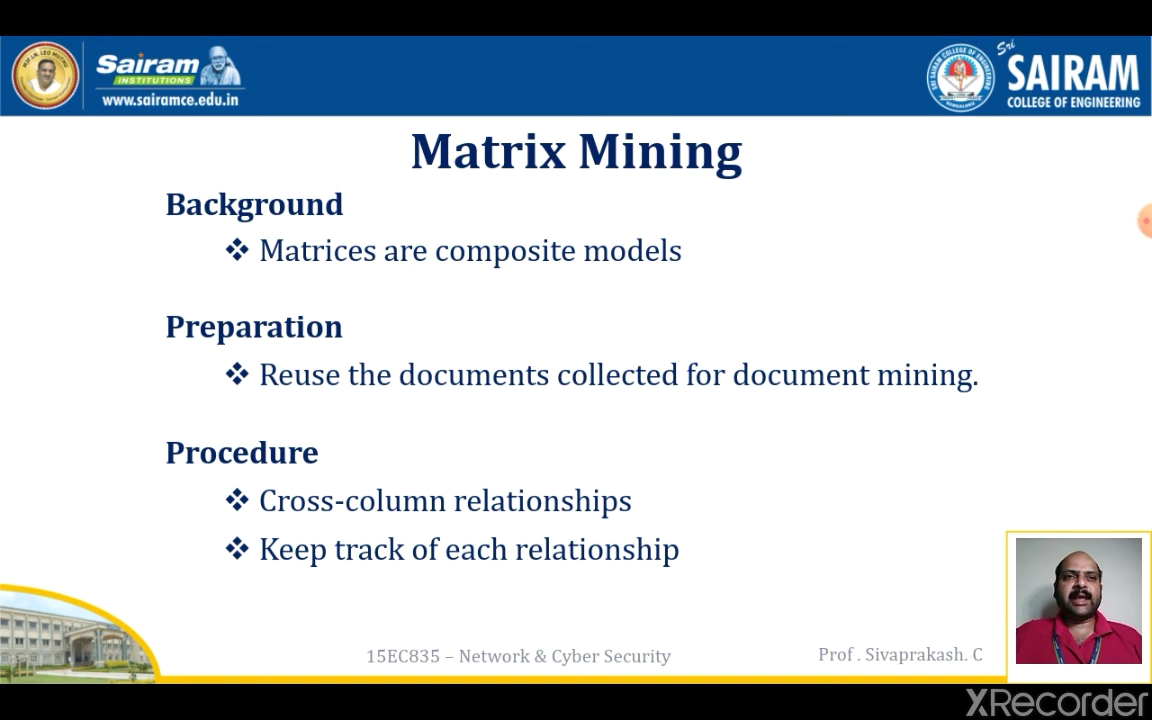 Sairam
INSTITUTIONS
www.sairamce.edu.in
Sri
SAIRAM
COLLEGE OF ENGINEERING
Matrix Mining
Background
❖ Matrices are composite models
Preparation
❖ Reuse the documents collected for document mining.
Procedure
❖ Cross-column relationships
❖ Keep track of each relationship
15EC835 – Network & Cyber Security
Prof . Sivaprakash. C
XRecorder